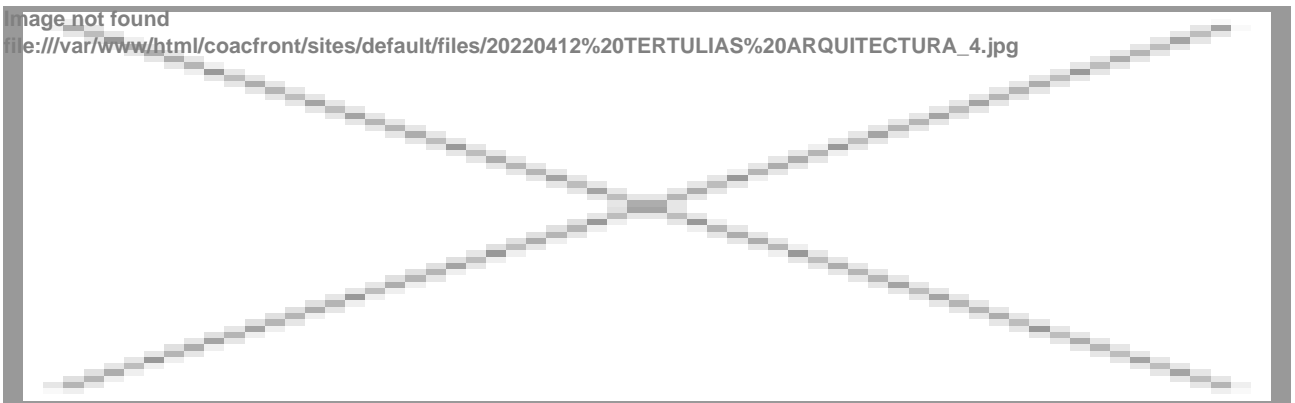 Image not found
file:///var/www/html/coacfront/sites/default/files/20220412%20TERTULIAS%20ARQUITECTURA_4.jpg